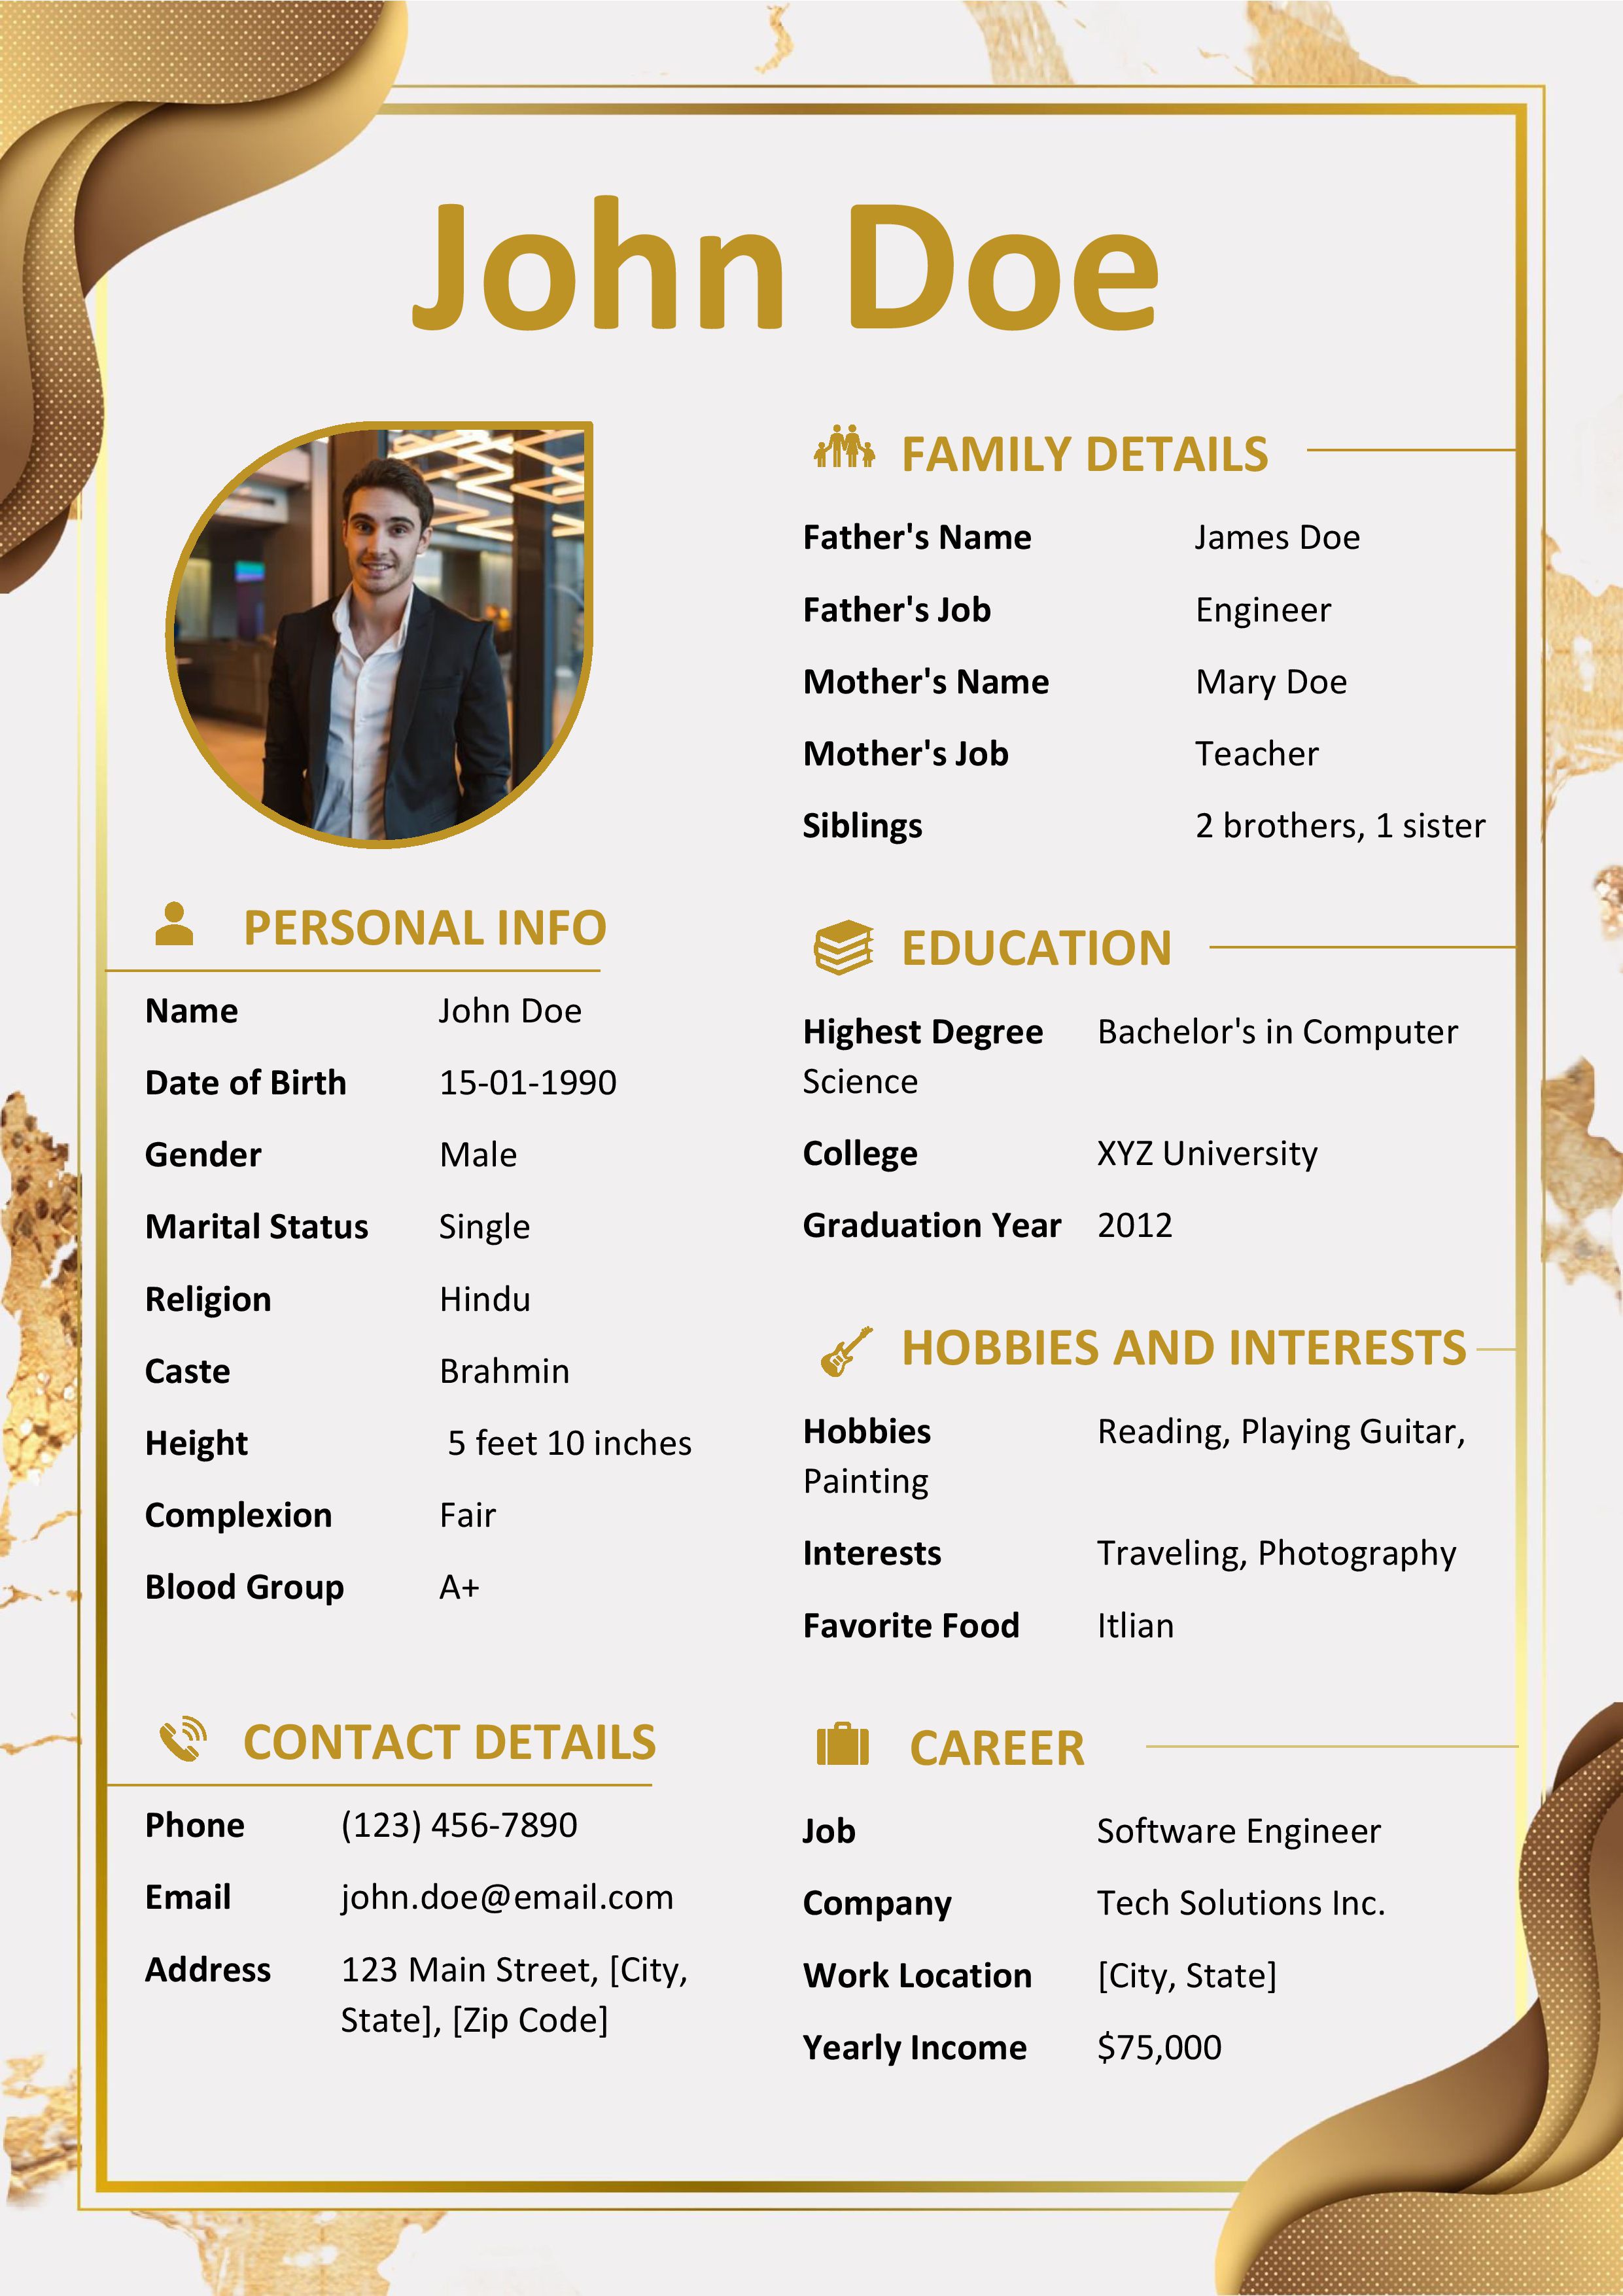 John Doe
PERSONAL INFO
Name John Doe
Date of Birth 15-01-1990
Gender Male
Marital Status Single
Religion Hindu
Caste Brahmin
Height 5 feet 10 inches
Complexion Fair
Blood Group A+
CONTACT DETAILS
Phone (123) 456-7890
Email john.doe@email.com
Address 123 Main Street, [City,
State], [Zip Code]
FAMILY DETAILS
Father's Name James Doe
Father's Job Engineer
Mother's Name Mary Doe
Mother's Job Teacher
Siblings 2 brothers, 1 sister
EDUCATION
Highest Degree Bachelor's in Computer
Science
College XYZ University
Graduation Year 2012
HOBBIES AND INTERESTS
Hobbies Reading, Playing Guitar,
Painting
Interests Traveling, Photography
Favorite Food Itlian
CAREER
Job Software Engineer
Company Tech Solutions Inc.
Work Location [City, State]
Yearly Income $75,000